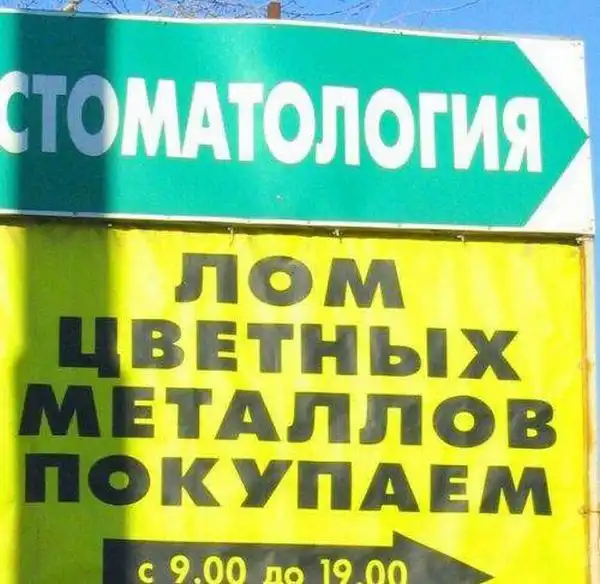 СТОМАТОЛОГИЯ
ЛОМ
ЦВЕТНЫХ
МЕТАЛЛОВ
ПОКУПАЕМ
с 9.00 до 19.00